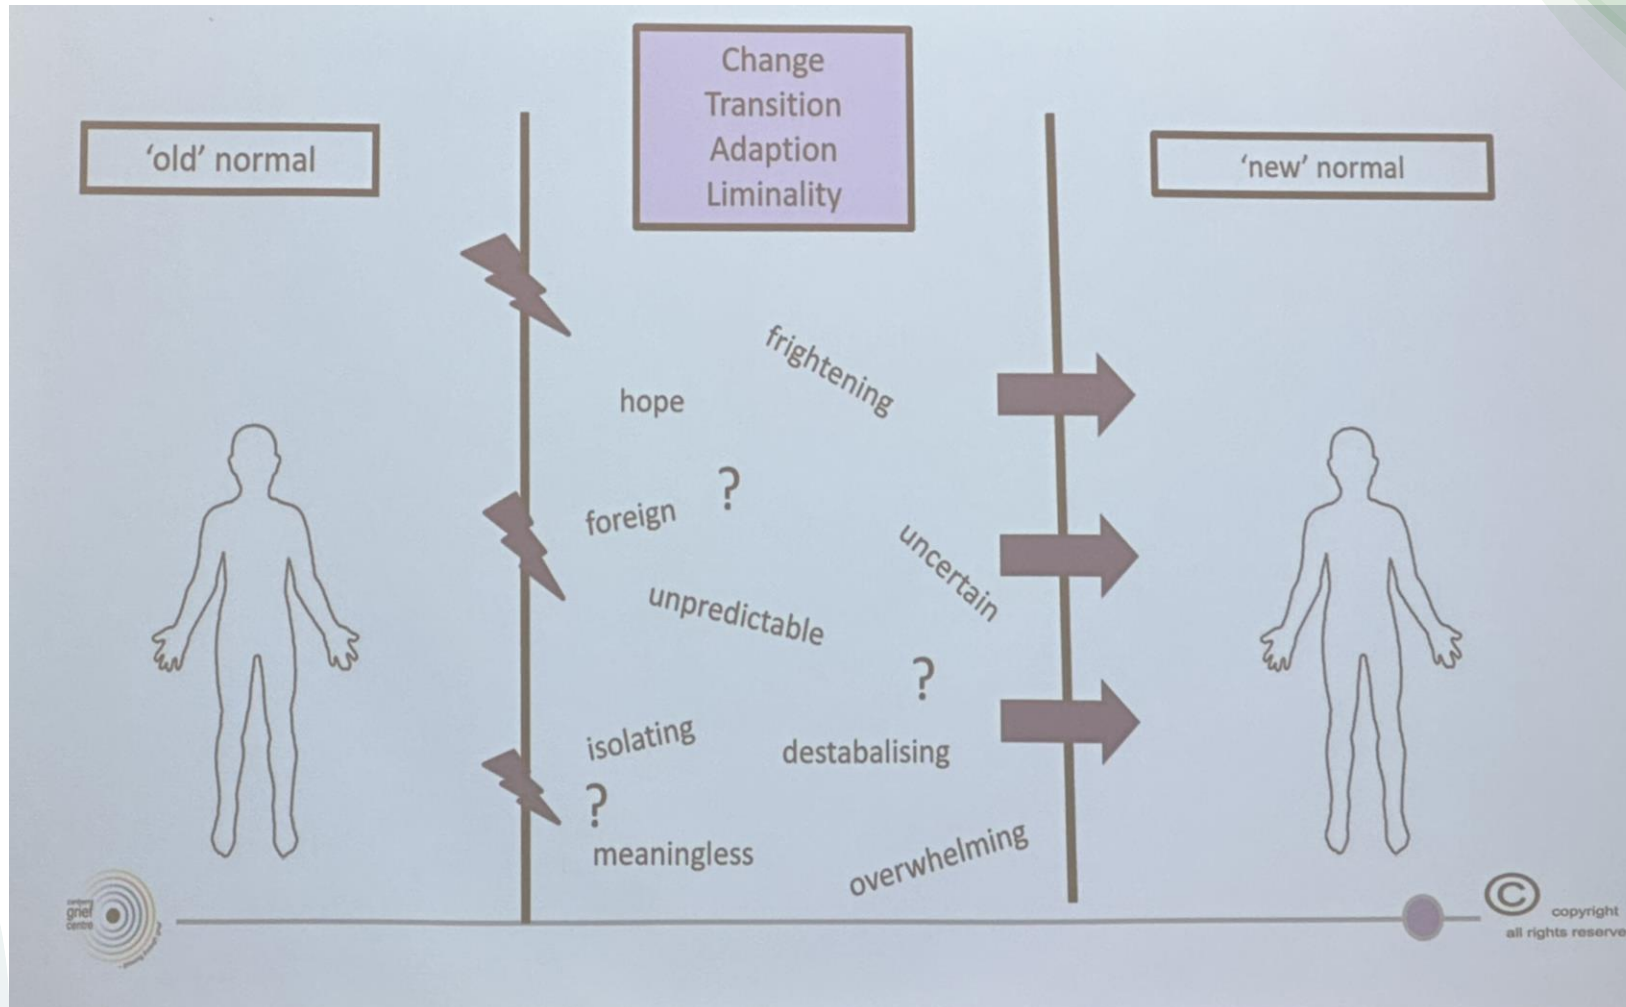 Change
Transition
Adaption
Liminality
'old' normal
'new' normal
frightening
hope
?
foreign
uncertain
unpredictable
?
isolating
destabalising
?
meaningless
overwhelming
grief
centre
©
copyright
all rights reserve